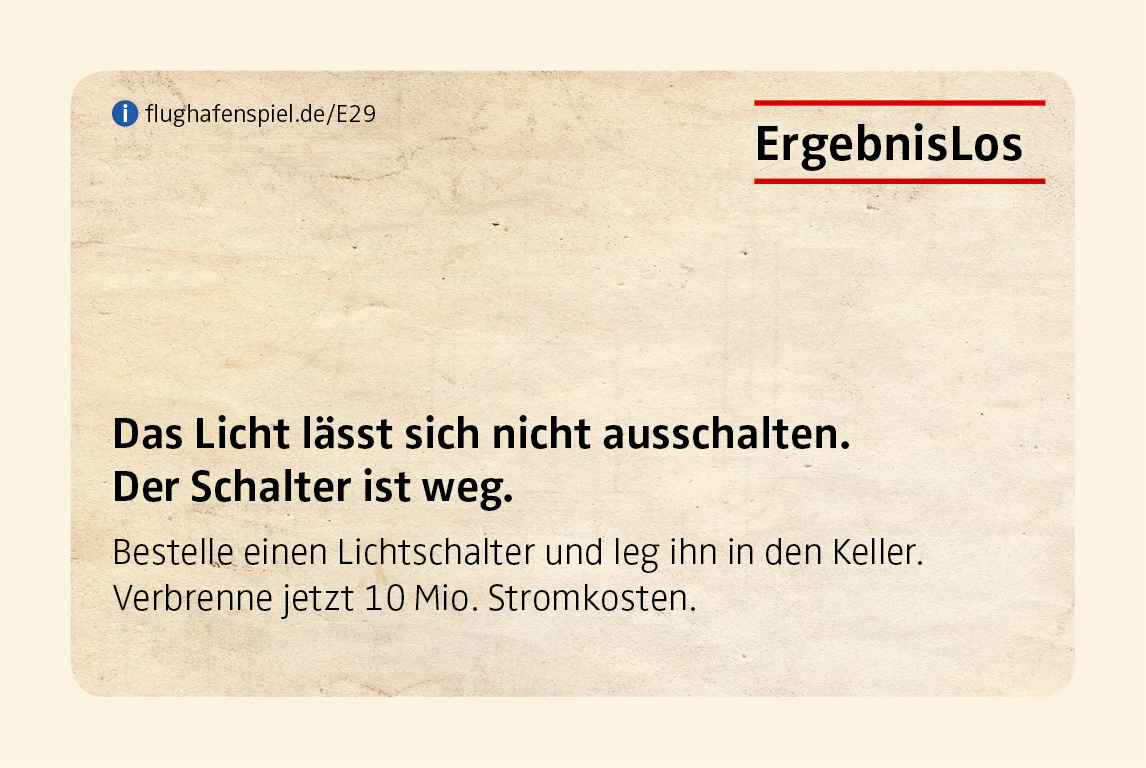 i flughafenspiel.de/E29
ErgebnisLos
Das Licht lässt sich nicht ausschalten.
Der Schalter ist weg.
Bestelle einen Lichtschalter und leg ihn in den Keller.
Verbrenne jetzt 10 Mio. Stromkosten.